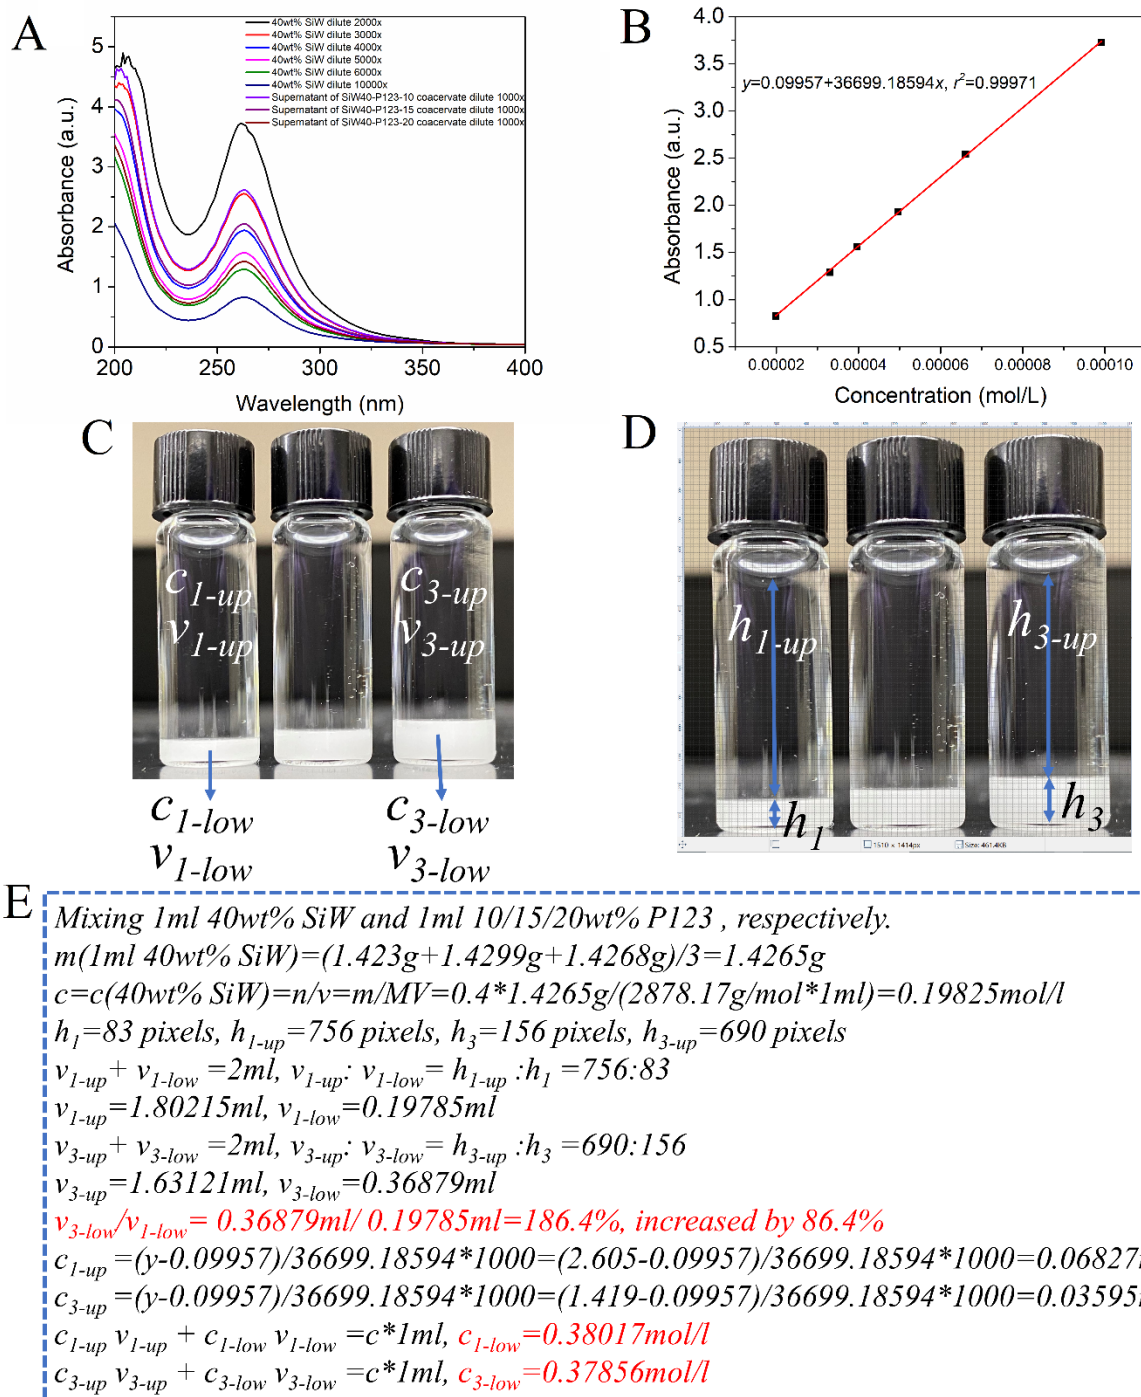 A
5
4
3
2
1
0
Absorbance (a.u.)
200
250
300
350
400
Wavelength (nm)
40wt% SiW dilute 2000x
40wt% SiW dilute 3000x
40wt% SiW dilute 4000x
40wt% SiW dilute 5000x
40wt% SiW dilute 6000x
40wt% SiW dilute 10000x
Supernatant of SiW40-P123-10 coacervate dilute 1000x
Supernatant of SiW40-P123-15 coacervate dilute 1000x
Supernatant of SiW40-P123-20 coacervate dilute 1000x
B
4.0
3.5
3.0
2.5
2.0
1.5
1.0
0.5
Absorbance (a.u.)
y=0.09957+36699.18594x, r²=0.99971
0.00002
0.00004
0.00006
0.00008
0.00010
Concentration (mol/L)
C
c1-up
v1-up
c3-up
v3-up
c1-low
v1-low
c3-low
v3-low
D
h1-up
h3-up
h1
h3
1510 × 1414px
Size: 461.4KB
E
Mixing 1ml 40wt% SiW and 1ml 10/15/20wt% P123 , respectively.
m(1ml 40wt% SiW)=(1.423g+1.4299g+1.4268g)/3=1.4265g
c=c(40wt% SiW)=n/v=m/MV=0.4*1.4265g/(2878.17g/mol*1ml)=0.19825mol/l
h1=83 pixels, h1-up=756 pixels, h3=156 pixels, h3-up=690 pixels
v1-up+ v1-low =2ml, v1-up: v1-low= h1-up :h1 =756:83
v1-up=1.80215ml, v1-low=0.19785ml
v3-up+ v3-low =2ml, v3-up: v3-low= h3-up :h3 =690:156
v3-up=1.63121ml, v3-low=0.36879ml
v3-low/v1-low= 0.36879ml/ 0.19785ml=186.4%, increased by 86.4%
c1-up =(y-0.09957)/36699.18594*1000=(2.605-0.09957)/36699.18594*1000=0.06827
c3-up =(y-0.09957)/36699.18594*1000=(1.419-0.09957)/36699.18594*1000=0.03595
c1-up v1-up + c1-low v1-low =c*1ml, c1-low=0.38017mol/l
c3-up v3-up + c3-low v3-low =c*1ml, c3-low=0.37856mol/l